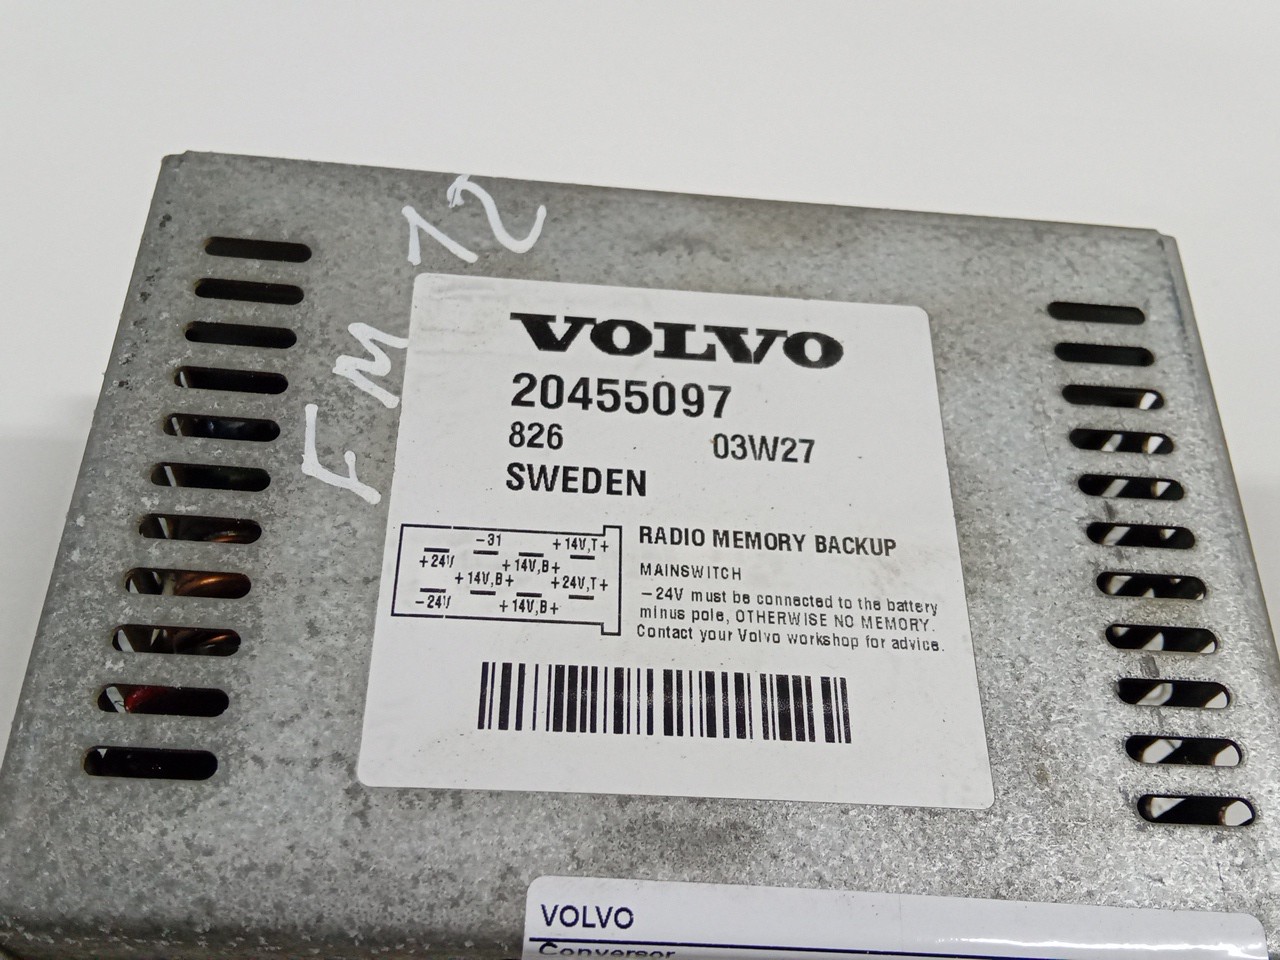 FM 12
VOLVO
20455097
826 03W27
SWEDEN
-31 +14V,T+
+24V +14V,B+
+14V,B+ +24V,T+
-24V +14V,B+
RADIO MEMORY BACKUP
MAINSWITCH
-24V must be connected to the battery
minus pole, OTHERWISE NO MEMORY.
Contact your Volvo workshop for advice.
VOLVO
Conversor